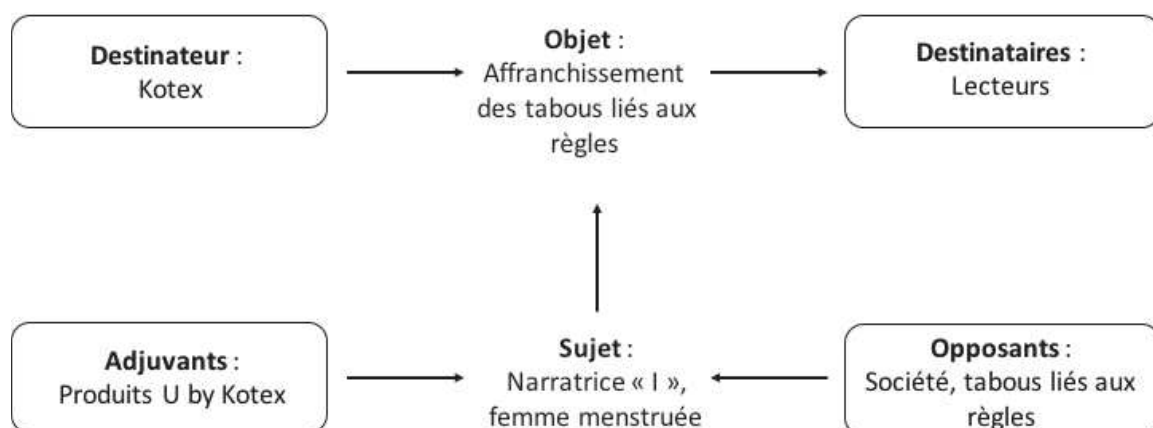 Destinateur :
Kotex
Objet :
Affranchissement
des tabous liés aux
règles
Destinataires :
Lecteurs
Adjuvants :
Produits U by Kotex
Sujet :
Narratrice « I »,
femme menstruée
Opposants :
Société, tabous liés aux
règles